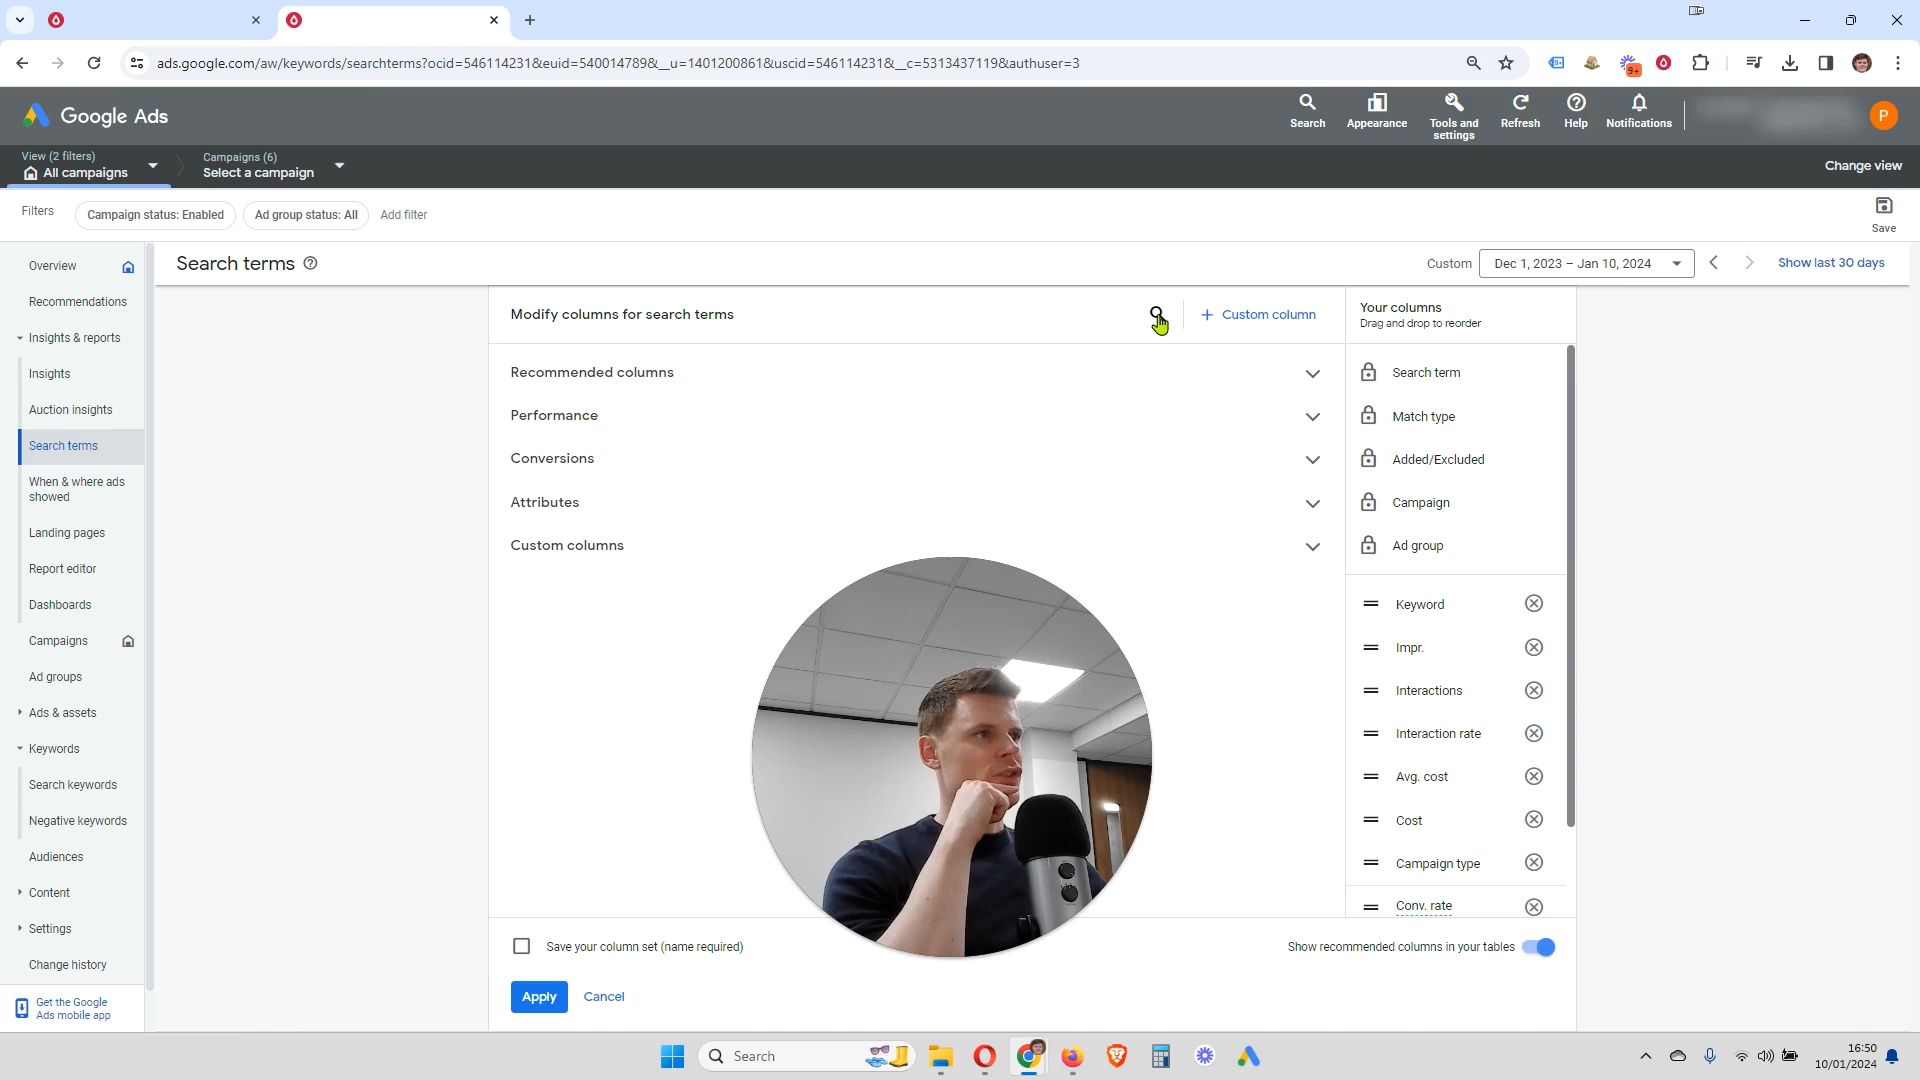 ads.google.com/aw/keywords/searchterms?ocid=546114231&euid=540014789&__u=1401200861&uscid=546114231&__c=5313437119&authuser=3
9+
Google Ads
Search
Appearance
Tools and
settings
Refresh
Help
Notifications
P
View (2 filters)
All campaigns
Campaigns (6)
Select a campaign
Change view
Filters
Campaign status: Enabled
Ad group status: All
Add filter
Save
Overview
Recommendations
Insights & reports
Insights
Auction insights
Search terms
When & where ads
showed
Landing pages
Report editor
Dashboards
Campaigns
Ad groups
Ads & assets
Keywords
Search keywords
Negative keywords
Audiences
Content
Settings
Change history
Get the Google
Ads mobile app
Search terms
Custom
Dec 1, 2023 – Jan 10, 2024
Show last 30 days
Modify columns for search terms
+ Custom column
Recommended columns
Performance
Conversions
Attributes
Custom columns
Your columns
Drag and drop to reorder
Search term
Match type
Added/Excluded
Campaign
Ad group
Keyword
Impr.
Interactions
Interaction rate
Avg. cost
Cost
Campaign type
Conv. rate
Save your column set (name required)
Show recommended columns in your tables
Apply
Cancel
Search
16:50
10/01/2024